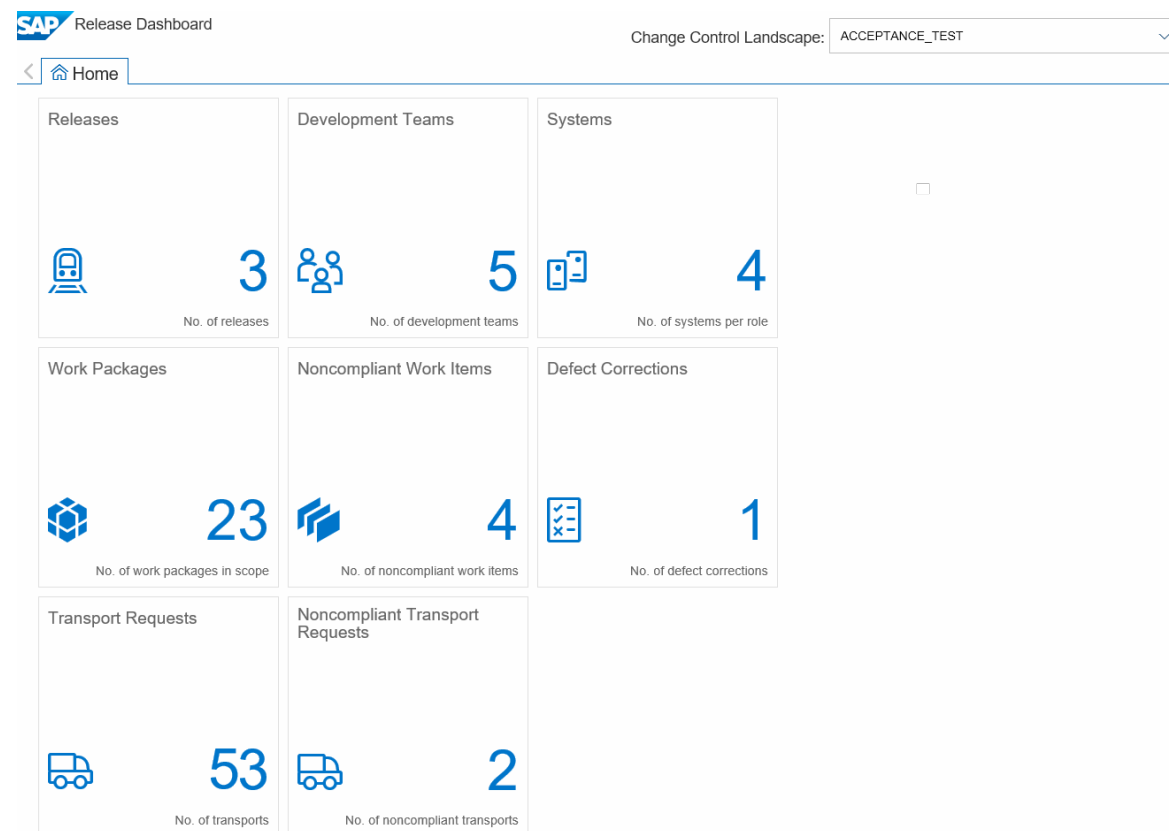 SAP Release Dashboard
Change Control Landscape: ACCEPTANCE_TEST
Home
Releases
3
No. of releases
Development Teams
5
No. of development teams
Systems
4
No. of systems per role
Work Packages
23
No. of work packages in scope
Noncompliant Work Items
4
No. of noncompliant work items
Defect Corrections
1
No. of defect corrections
Transport Requests
53
No. of transports
Noncompliant Transport
Requests
2
No. of noncompliant transports